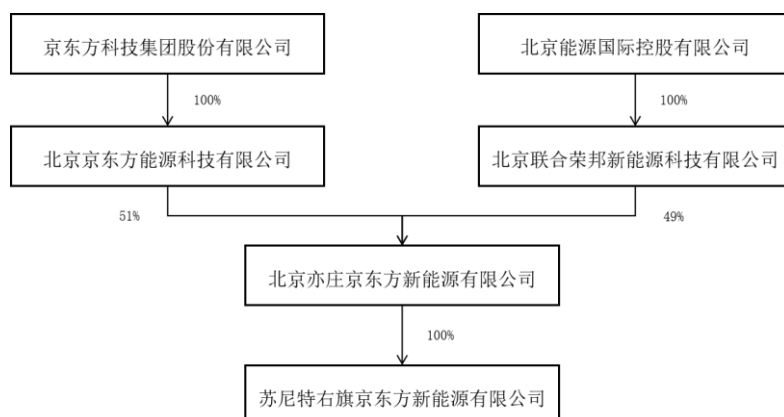 京东方科技集团股份有限公司
北京能源国际控股有限公司
100%
100%
北京京东方能源科技有限公司
北京联合荣邦新能源科技有限公司
51%
49%
北京亦庄京东方新能源有限公司
100%
苏尼特右旗京东方新能源有限公司